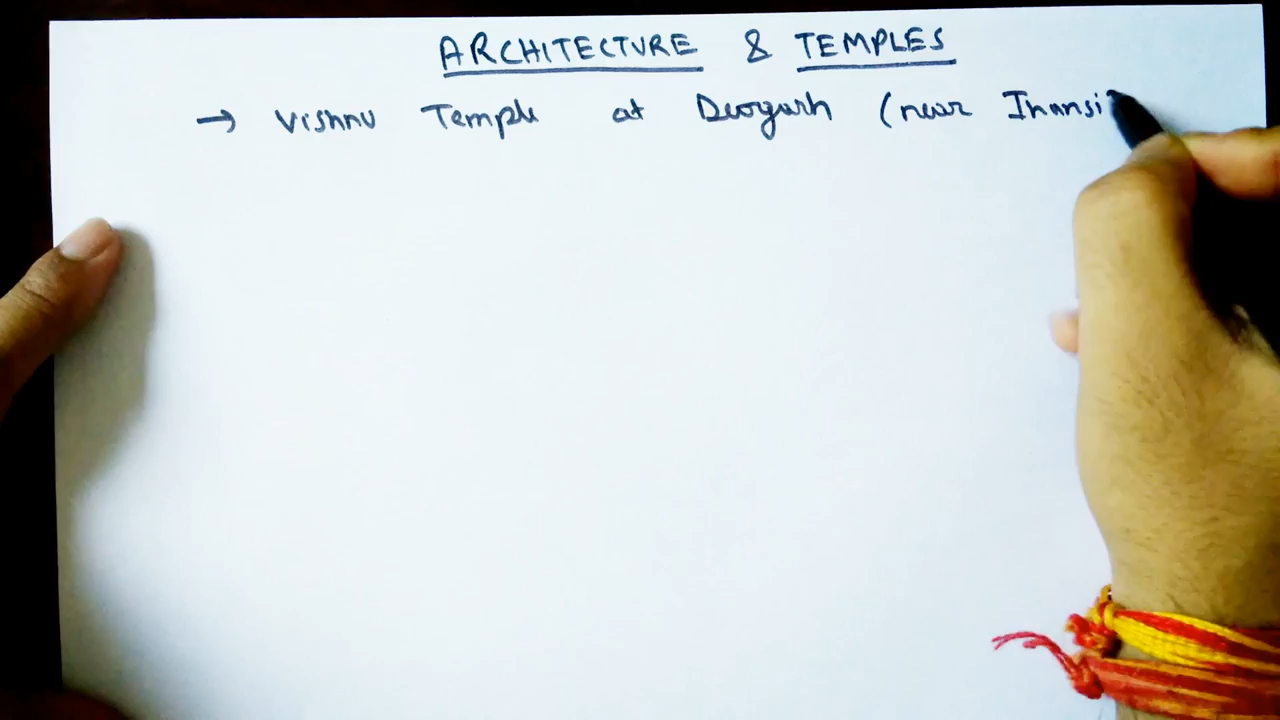 ARCHITECTURE & TEMPLES
→ Vishnu Temple at Deogarh (near Jhansi